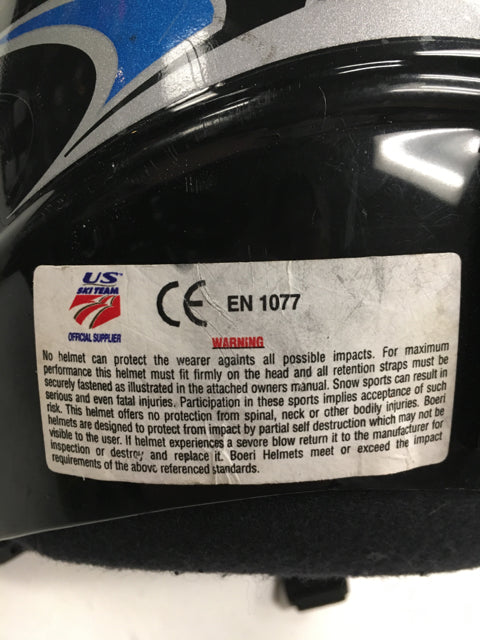 US™
SKI TEAM
OFFICIAL SUPPLIER
CE EN 1077
WARNING
No helmet can protect the wearer againts all possible impacts. For maximum
performance this helmet must fit firmly on the head and all retention straps must be
securely fastened as illustrated in the attached owners manual. Snow sports can result in
serious and even fatal injuries. Participation in these sports implies acceptance of such
risk. This helmet offers no protection from spinal, neck or other bodily injuries. Boeri
helmets are designed to protect from impact by partial self destruction which may not be
visible to the user. If helmet experiences a severe blow return it to the manufacturer for
inspection or destroy and replace it. Boeri Helmets meet or exceed the impact
requirements of the above referenced standards.